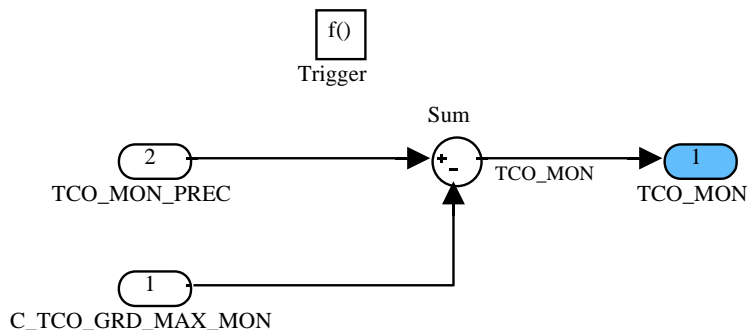 f()
Trigger
Sum
2
TCO_MON_PREC
+
-
TCO_MON
1
TCO_MON
1
C_TCO_GRD_MAX_MON